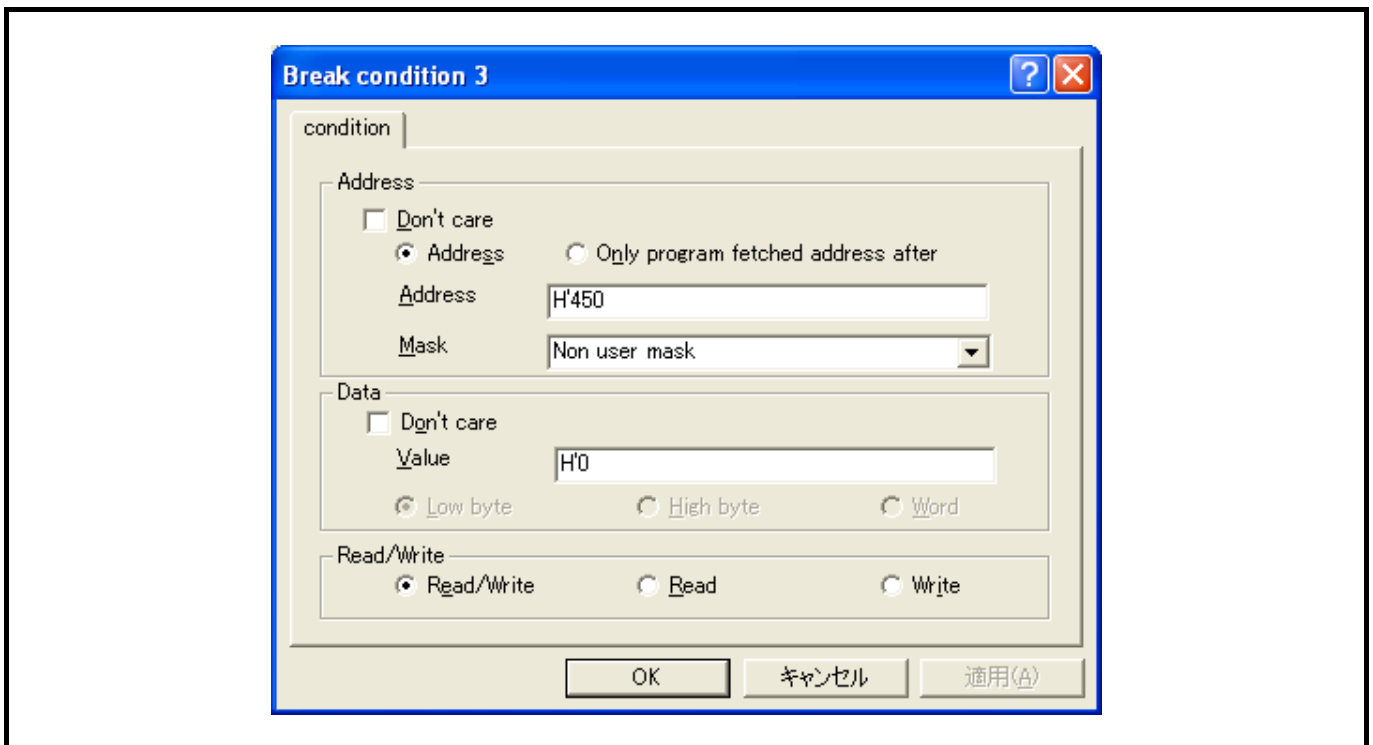 Break condition 3
condition
Address
Don't care
Address Only program fetched address after
Address H'450
Mask Non user mask
Data
Don't care
Value H'0
Low byte High byte Word
Read/Write
Read/Write Read Write
OK キャンセル 適用(A)